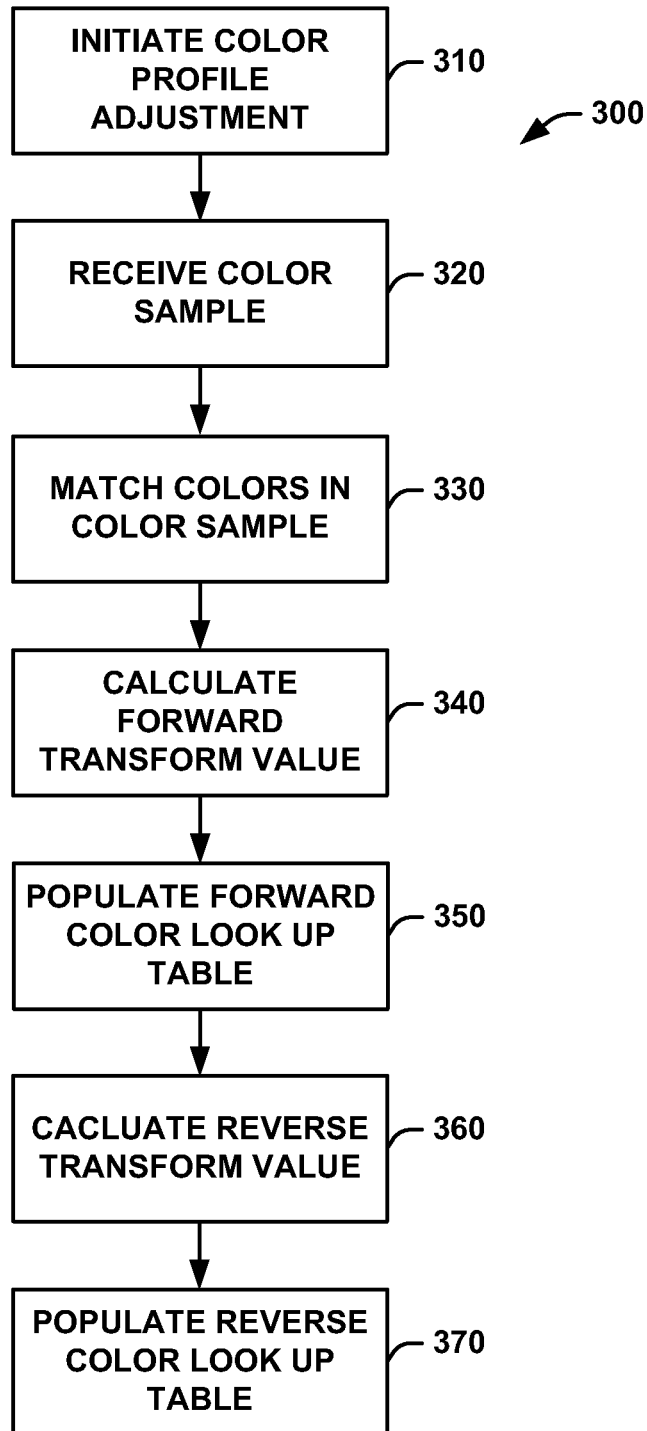 INITIATE COLOR
PROFILE
ADJUSTMENT
310
300
RECEIVE COLOR
SAMPLE
320
MATCH COLORS IN
COLOR SAMPLE
330
CALCULATE
FORWARD
TRANSFORM VALUE
340
POPULATE FORWARD
COLOR LOOK UP
TABLE
350
CACLUATE REVERSE
TRANSFORM VALUE
360
POPULATE REVERSE
COLOR LOOK UP
TABLE
370